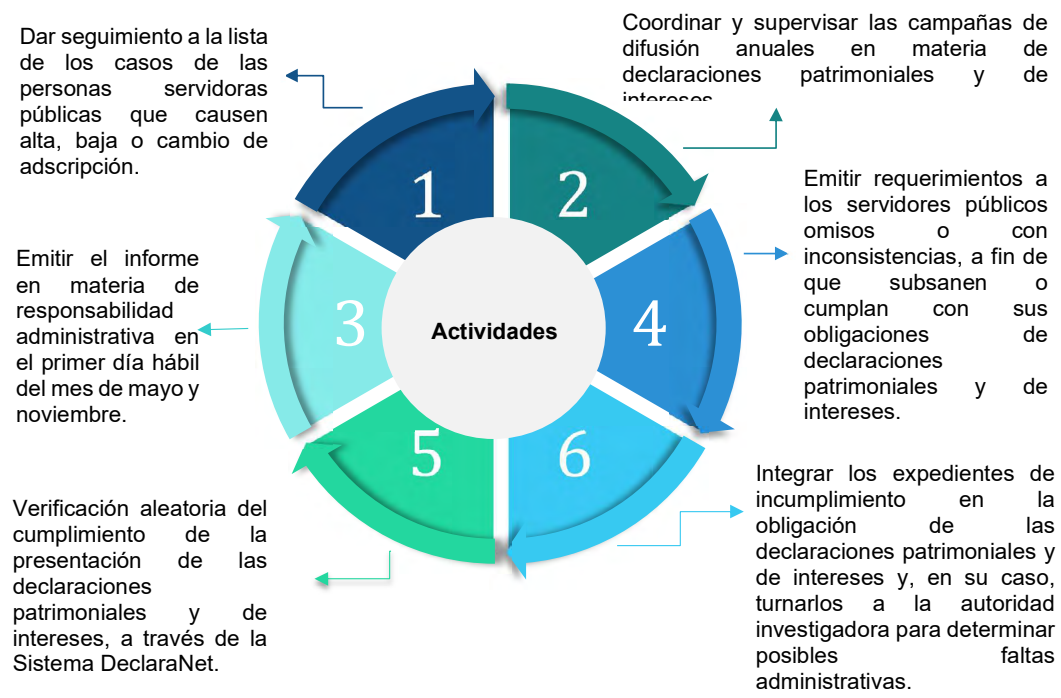 Dar seguimiento a la lista
de los casos de las
personas servidoras
públicas que causen
alta, baja o cambio de
adscripción.
Coordinar y supervisar las campañas de
difusión anuales en materia de
declaraciones patrimoniales y de
intereses
1
2
Emitir requerimientos a
los servidores públicos
omisos o con
inconsistencias, a fin de
que subsanen o
cumplan con sus
obligaciones de
declaraciones
patrimoniales y de
intereses.
Emitir el informe
en materia de
responsabilidad
administrativa en
el primer día hábil
del mes de mayo y
noviembre.
3
Actividades
4
5
6
Verificación aleatoria del
cumplimiento de la
presentación de las
declaraciones
patrimoniales y de
intereses, a través de la
Sistema DeclaraNet.
Integrar los expedientes de
incumplimiento en la
obligación de las
declaraciones patrimoniales y
de intereses y, en su caso,
turnarlos a la autoridad
investigadora para determinar
posibles faltas
administrativas.